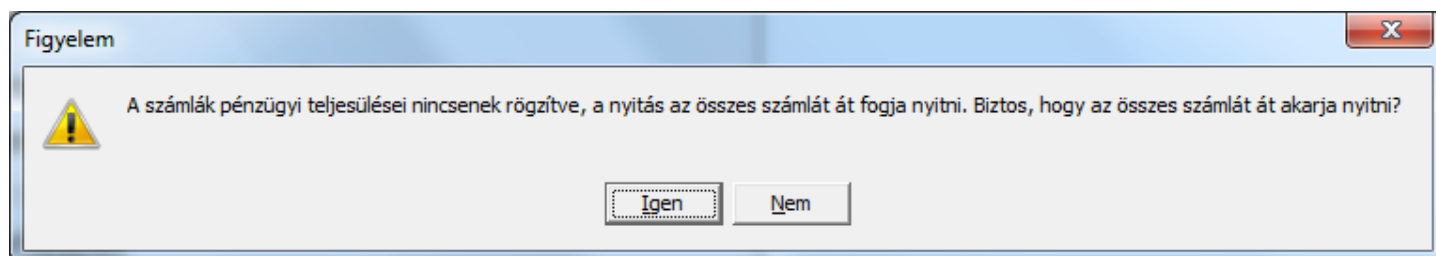 Figyelem
A számlák pénzügyi teljesülései nincsenek rögzítve, a nyitás az összes számlát át fogja nyitni. Biztos, hogy az összes számlát át akarja nyitni?
Igen
Nem